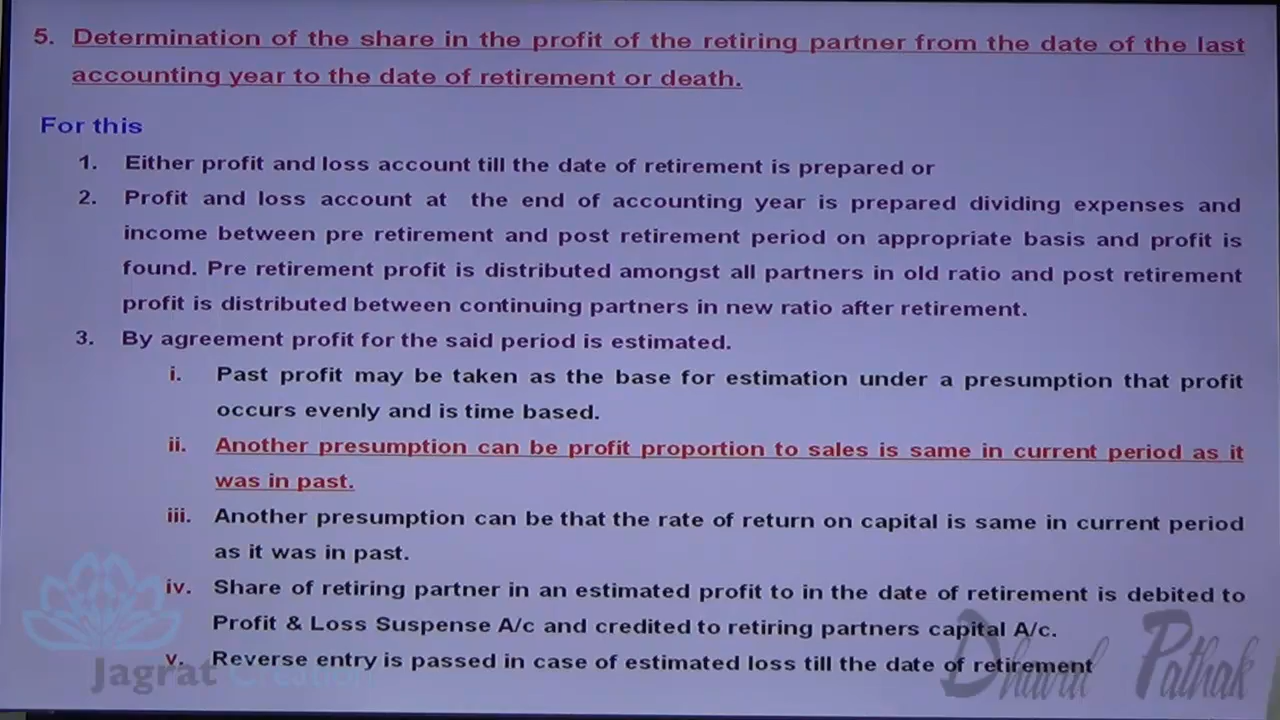 5. Determination of the share in the profit of the retiring partner from the date of the last
accounting year to the date of retirement or death.
For this
1. Either profit and loss account till the date of retirement is prepared or
2. Profit and loss account at the end of accounting year is prepared dividing expenses and
income between pre retirement and post retirement period on appropriate basis and profit is
found. Pre retirement profit is distributed amongst all partners in old ratio and post retirement
profit is distributed between continuing partners in new ratio after retirement.
3. By agreement profit for the said period is estimated.
i. Past profit may be taken as the base for estimation under a presumption that profit
occurs evenly and is time based.
ii. Another presumption can be profit proportion to sales is same in current period as it
was in past.
iii. Another presumption can be that the rate of return on capital is same in current period
as it was in past.
iv. Share of retiring partner in an estimated profit to in the date of retirement is debited to
Profit & Loss Suspense A/c and credited to retiring partners capital A/c.
v. Reverse entry is passed in case of estimated loss till the date of retirement
Jagrat Creation
Dhaval Pathak